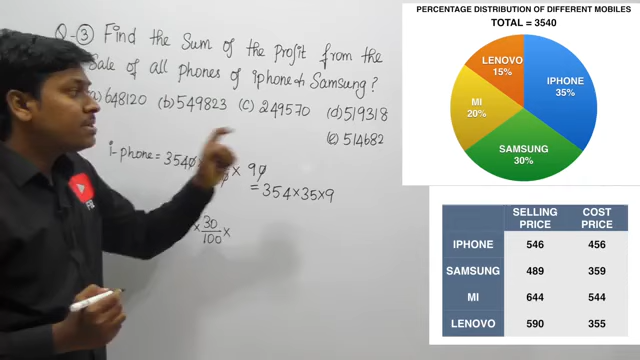 Q-③ Find the Sum of the Profit from the
Sale of all phones of iphone & Samsung?
a) 648120 (b) 549823 (c) 249570 (d) 519318
(e) 514682
i-phone = 3540 × 90
= 354×35×9
× 30/100 ×
PERCENTAGE DISTRIBUTION OF DIFFERENT MOBILES
TOTAL = 3540
LENOVO
15%
IPHONE
35%
MI
20%
SAMSUNG
30%
SELLING PRICE COST PRICE
IPHONE 546 456
SAMSUNG 489 359
MI 644 544
LENOVO 590 355